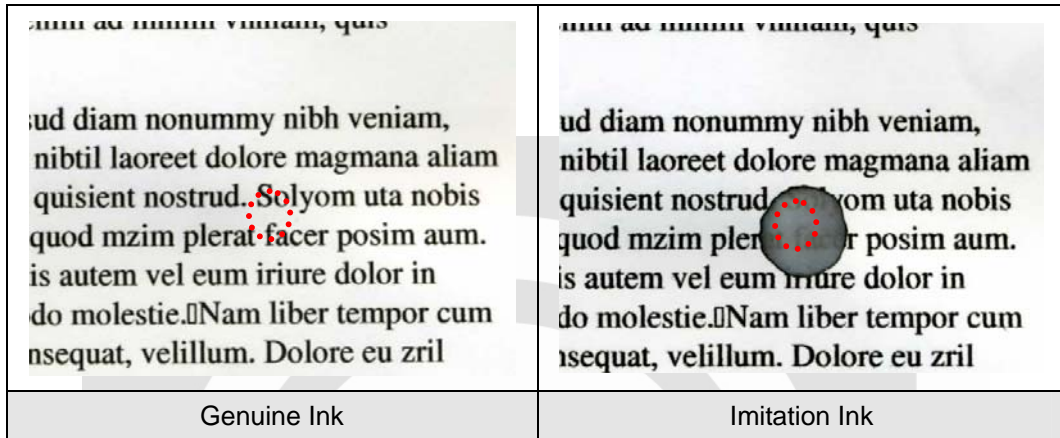 quis
ud diam nonummy nibh veniam,
nibtil laoreet dolore magmana aliam
quisient nostrud. Solyom uta nobis
quod mzim plerat facer posim aum.
is autem vel eum iriure dolor in
do molestie.▯Nam liber tempor cum
nsequat, velillum. Dolore eu zril
quis
ud diam nonummy nibh veniam,
nibtil laoreet dolore magmana aliam
quisient nostrud uta nobis
quod mzim posim aum.
is autem vel eum iriure dolor in
do molestie.▯Nam liber tempor cum
nsequat, velillum. Dolore eu zril
Genuine Ink
Imitation Ink